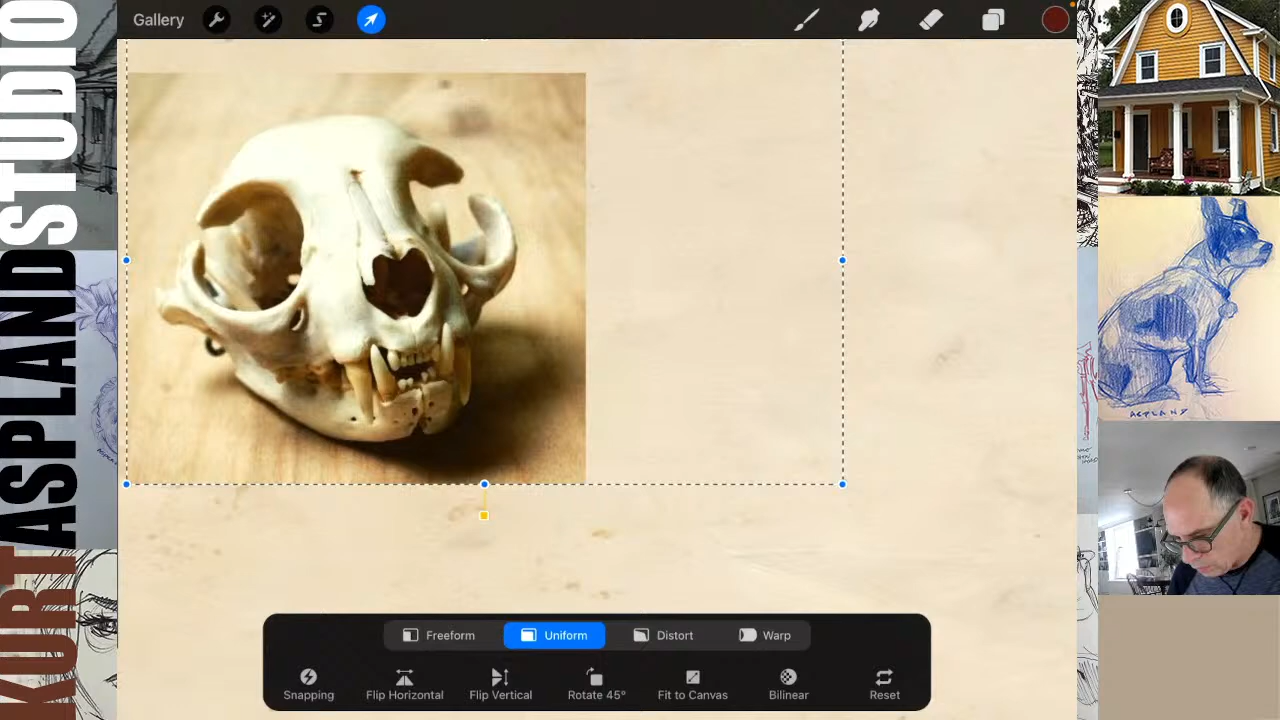 Gallery
KURT ASPLAND STUDIO
ASPLAND
Freeform Uniform Distort Warp
Snapping Flip Horizontal Flip Vertical Rotate 45° Fit to Canvas Bilinear Reset